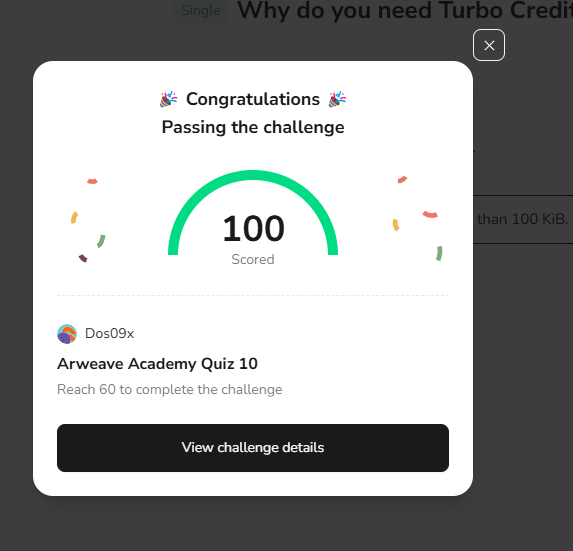 Single Why do you need Turbo Credit
🎉 Congratulations 🎉
Passing the challenge
100
Scored
than 100 KiB.
Dos09x
Arweave Academy Quiz 10
Reach 60 to complete the challenge
View challenge details